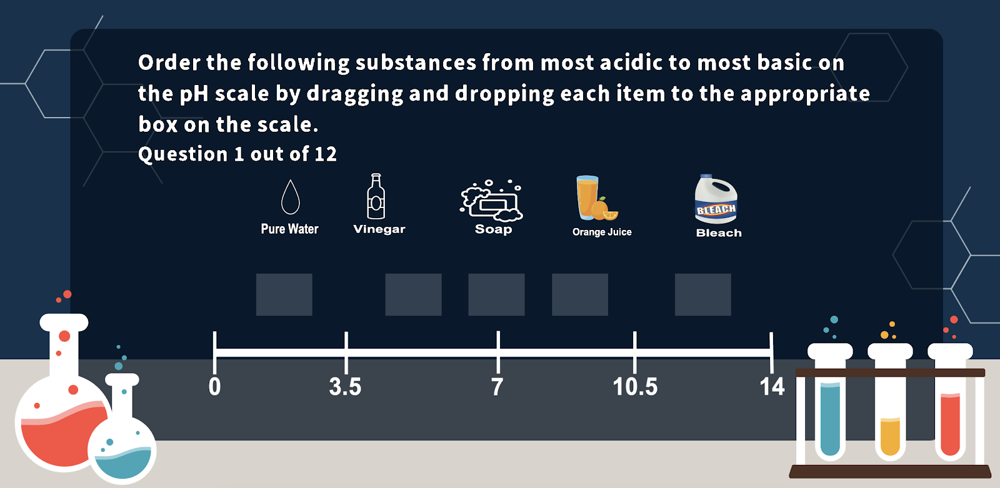 Order the following substances from most acidic to most basic on
the pH scale by dragging and dropping each item to the appropriate
box on the scale.
Question 1 out of 12
BLEACH
Pure Water
Vinegar
Soap
Orange Juice
Bleach
0
3.5
7
10.5
14